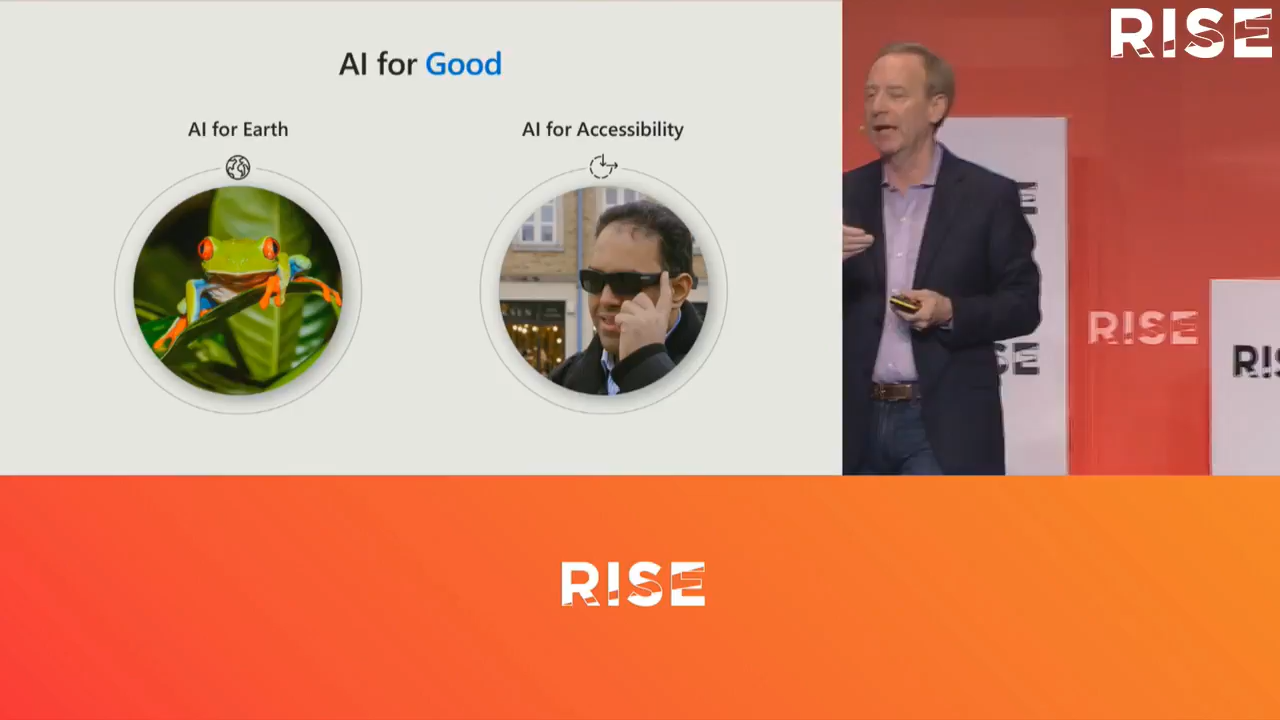 AI for Good
AI for Earth
AI for Accessibility
RISE
RISE
RISE